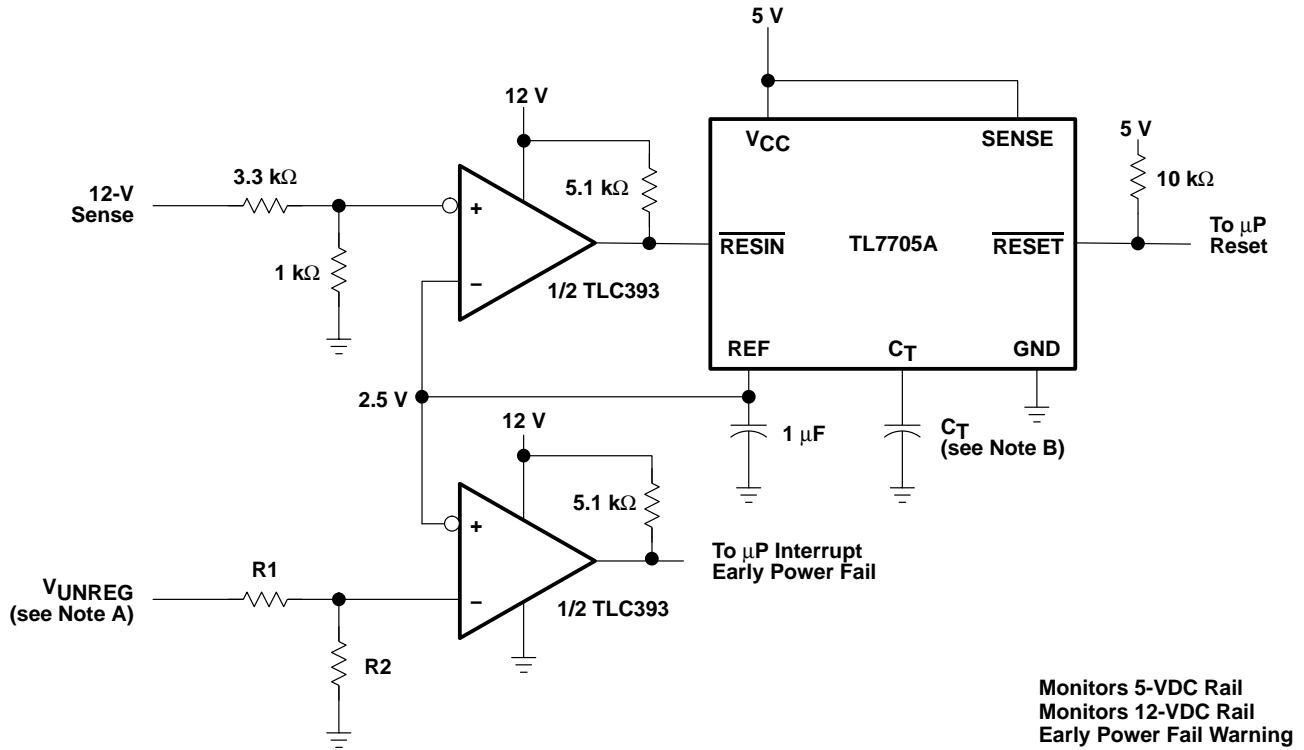 5 V
12 V
VCC
SENSE
5 V
3.3 kΩ
5.1 kΩ
10 kΩ
12-V
Sense
+
RESIN
TL7705A
RESET
To μP
Reset
1 kΩ
–
1/2 TLC393
REF
CT
GND
2.5 V
12 V
1 μF
CT
(see Note B)
5.1 kΩ
+
To μP Interrupt
Early Power Fail
R1
VUNREG
(see Note A)
–
1/2 TLC393
R2
Monitors 5-VDC Rail
Monitors 12-VDC Rail
Early Power Fail Warning